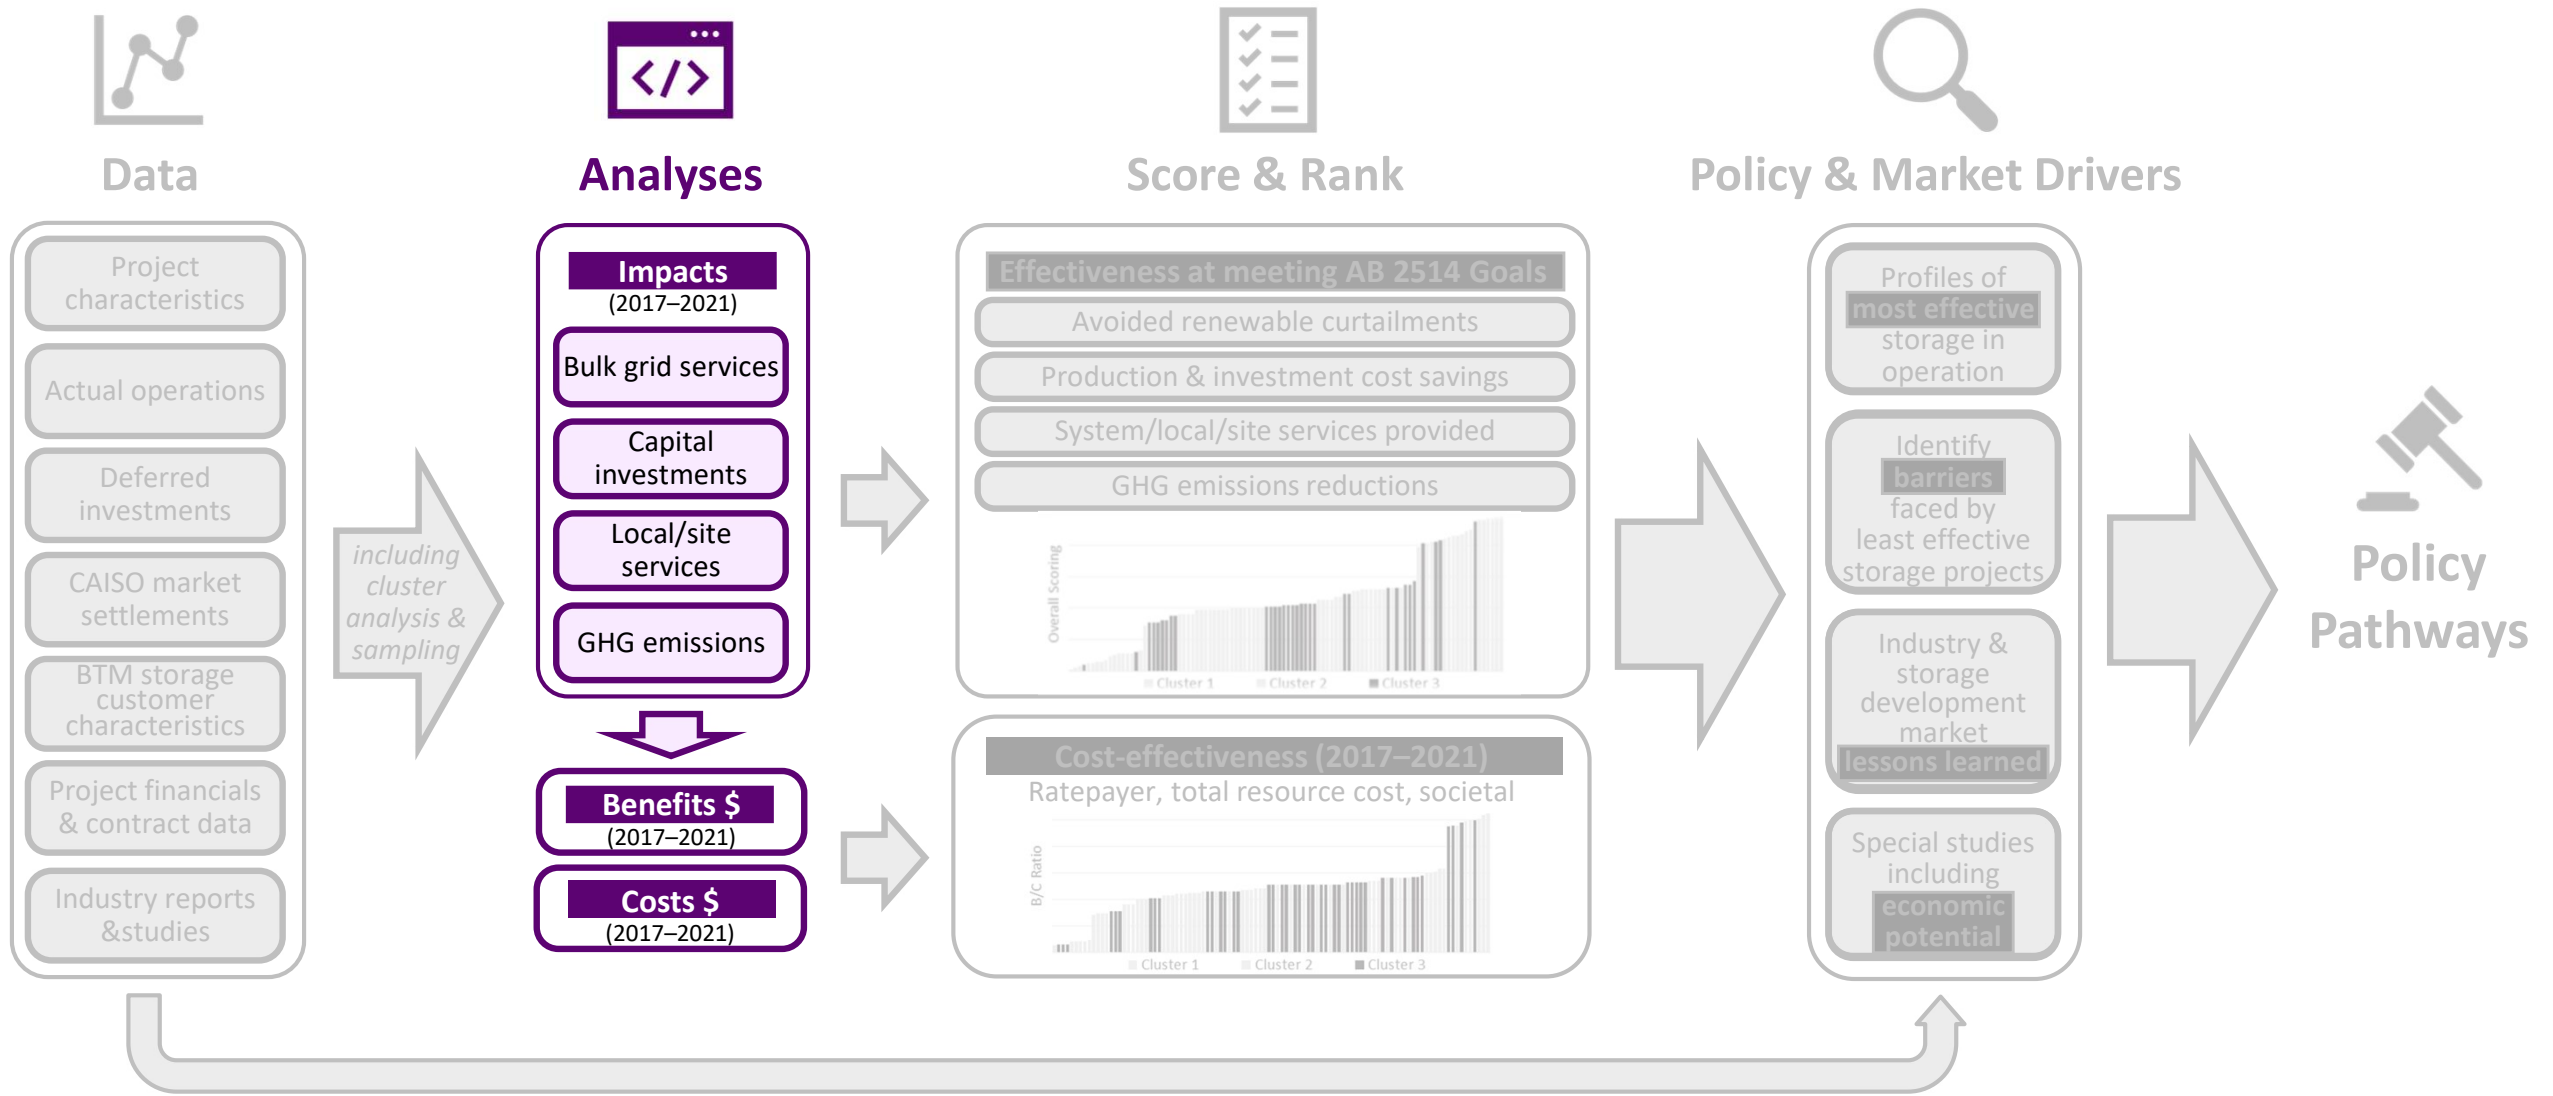 Data
Project
characteristics
Actual operations
Deferred
investments
CAISO market
settlements
BTM storage
customer
characteristics
Project financials
& contract data
Industry reports
&studies
including
cluster
analysis &
sampling
</>
Analyses
Impacts
(2017–2021)
Bulk grid services
Capital
investments
Local/site
services
GHG emissions
Benefits $
(2017–2021)
Costs $
(2017–2021)
Score & Rank
Effectiveness at meeting AB 2514 Goals
Avoided renewable curtailments
Production & investment cost savings
System/local/site services provided
GHG emissions reductions
Overall Scoring
Cluster 1 Cluster 2 Cluster 3
Cost-effectiveness (2017–2021)
Ratepayer, total resource cost, societal
B/C Ratio
Cluster 1 Cluster 2 Cluster 3
Policy & Market Drivers
Profiles of
most effective
storage in
operation
Identify
barriers
faced by
least effective
storage projects
Industry &
storage
development
market
lessons learned
Special studies
including
economic
potential
Policy
Pathways